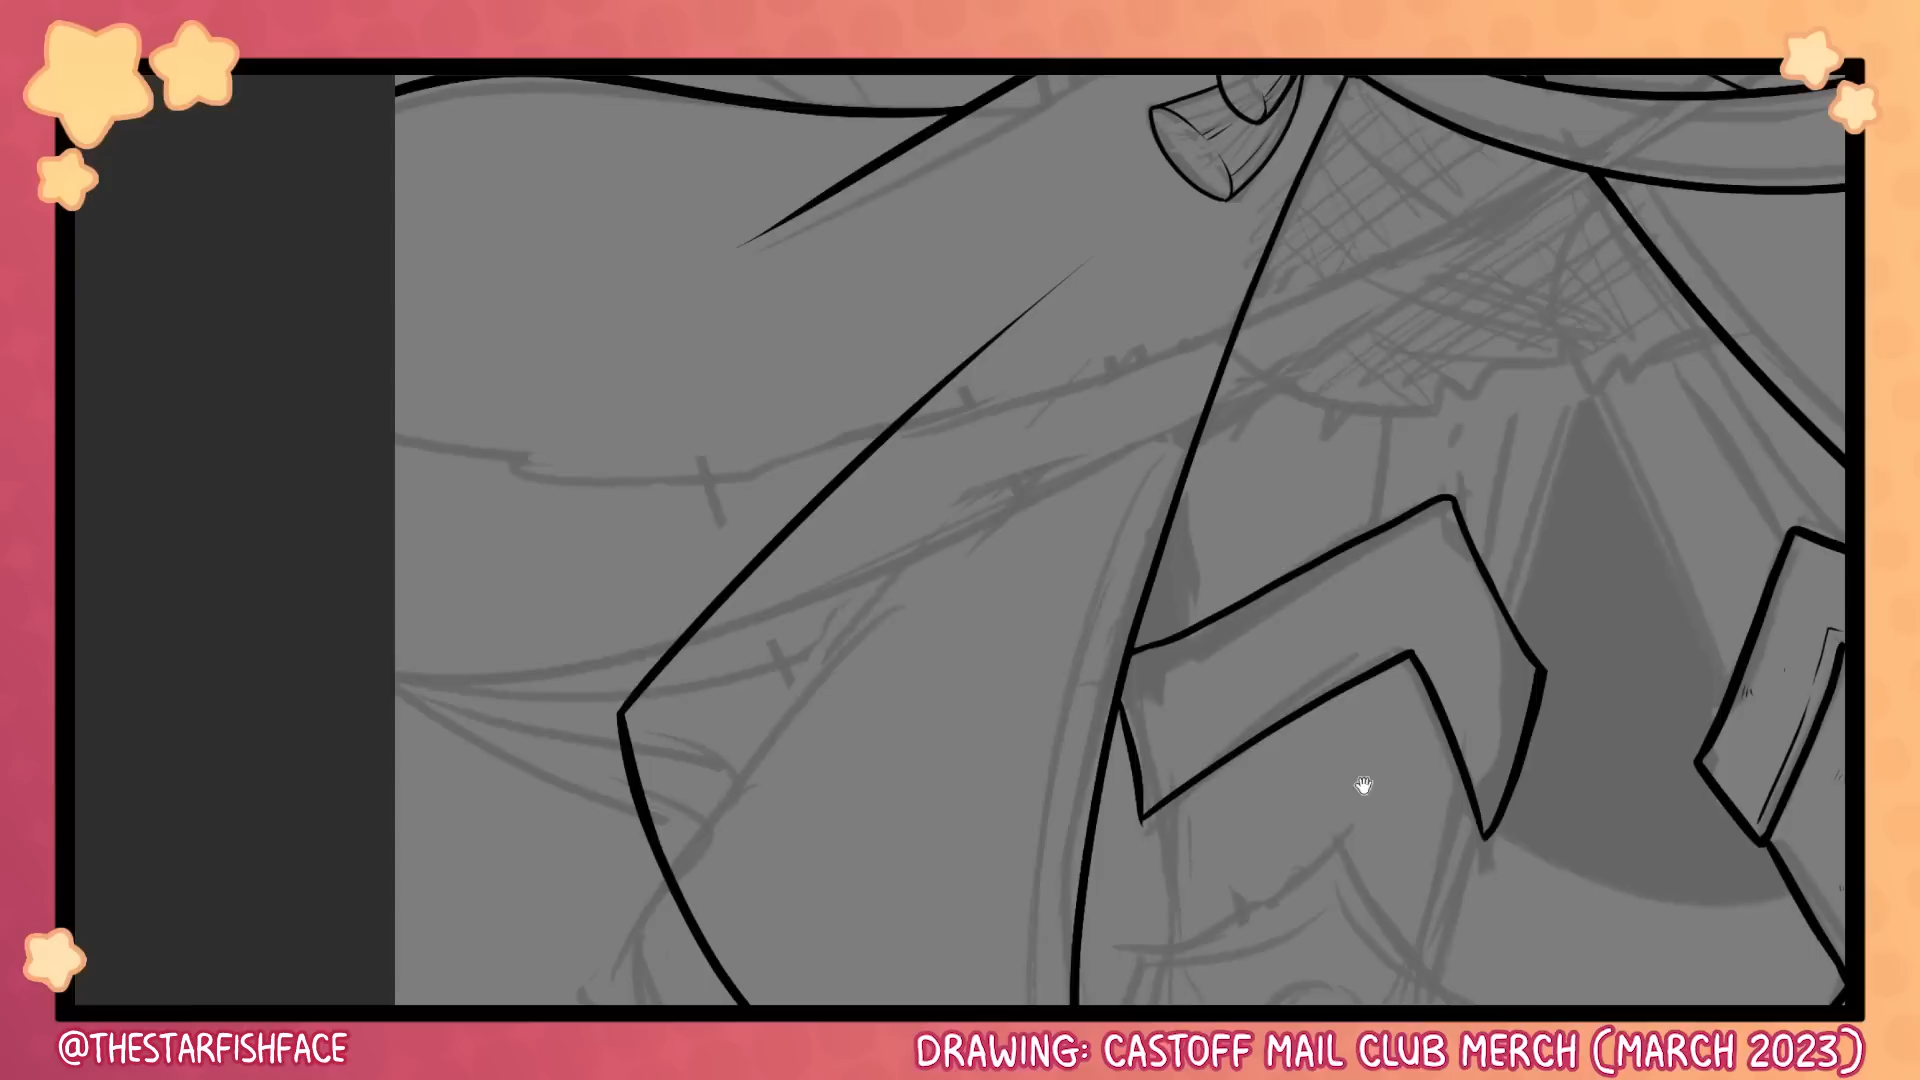 @THESTARFISHFACE
DRAWING: CASTOFF MAIL CLUB MERCH (MARCH 2023)